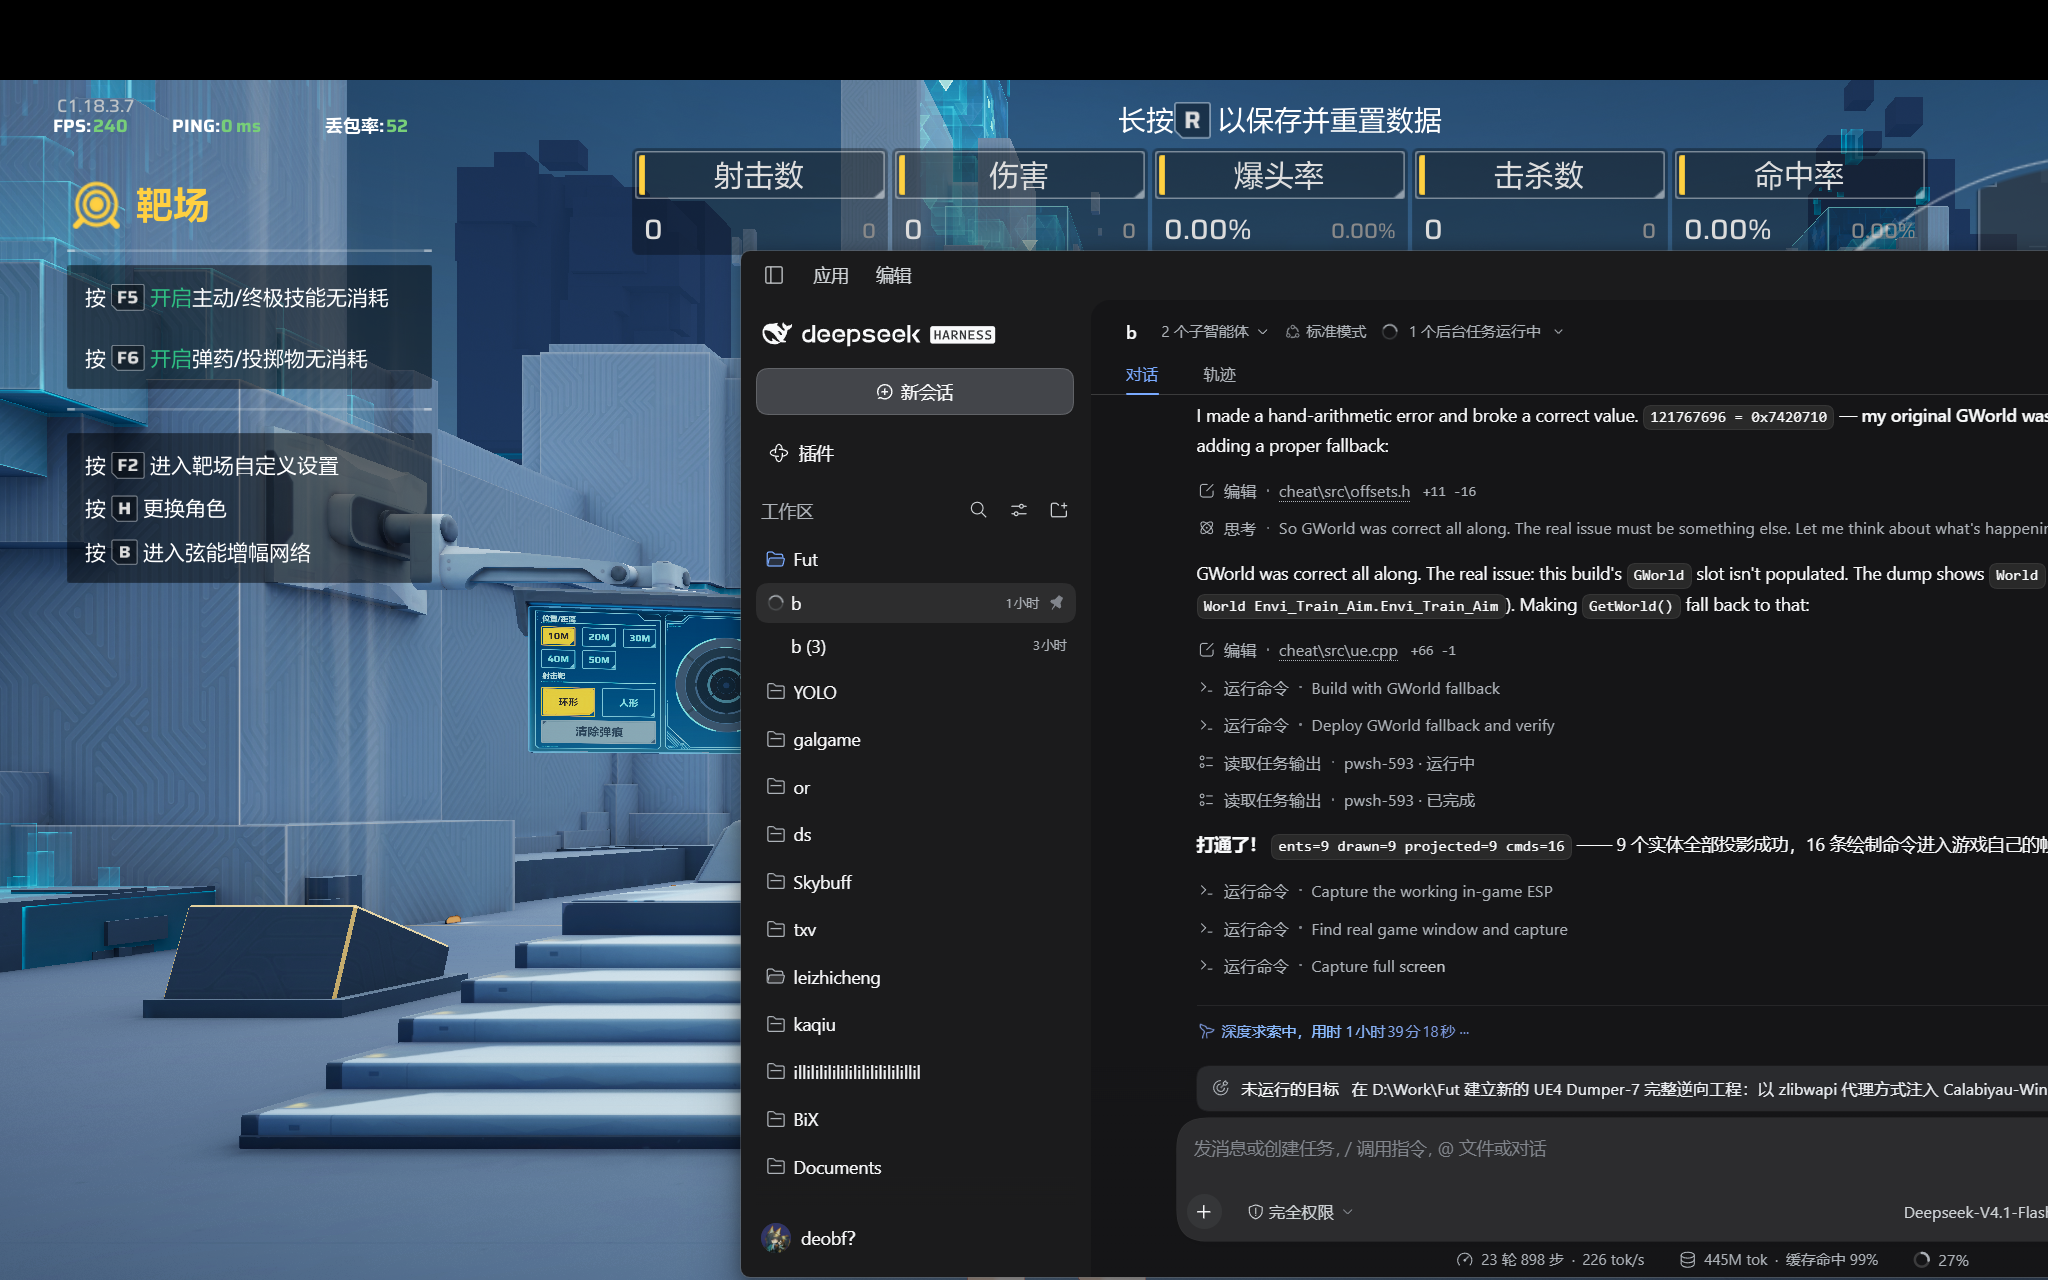 C1.18.3.7
FPS:240 PING:0 ms 丢包率:52
靶场
按 F5 开启主动/终极技能无消耗
按 F6 开启弹药/投掷物无消耗
按 F2 进入靶场自定义设置
按 H 更换角色
按 B 进入弦能增幅网络
长按 R 以保存并重置数据
射击数 伤害 爆头率 击杀数 命中率
0 0 0 0 0.00% 0.00% 0 0 0.00% 0.00%
位置/距离
10M 20M 30M
40M 50M
射击靶
环形 人形
清除弹痕
应用 编辑
deepseek HARNESS
新会话
插件
工作区
Fut
b 1小时
b (3) 3小时
YOLO
galgame
or
ds
Skybuff
txv
leizhicheng
kaqiu
BiX
Documents
deobf?
b 2 个子智能体 标准模式 1 个后台任务运行中
对话 轨迹
I made a hand-arithmetic error and broke a correct value. 121767696 = 0x7420710 — my original GWorld was
adding a proper fallback:
编辑 · cheat\src\offsets.h +11 -16
思考 · So GWorld was correct all along. The real issue must be something else. Let me think about what's happenin
GWorld was correct all along. The real issue: this build's GWorld slot isn't populated. The dump shows World
World Envi_Train_Aim.Envi_Train_Aim). Making GetWorld() fall back to that:
编辑 · cheat\src\ue.cpp +66 -1
运行命令 · Build with GWorld fallback
运行命令 · Deploy GWorld fallback and verify
读取任务输出 · pwsh-593 · 运行中
读取任务输出 · pwsh-593 · 已完成
打通了！ ents=9 drawn=9 projected=9 cmds=16 —— 9 个实体全部投影成功，16 条绘制命令进入游戏自己的帧
运行命令 · Capture the working in-game ESP
运行命令 · Find real game window and capture
运行命令 · Capture full screen
深度求索中，用时 1小时39分18秒 ···
未运行的目标 在 D:\Work\Fut 建立新的 UE4 Dumper-7 完整逆向工程：以 zlibwapi 代理方式注入 Calabiyau-Win
发消息或创建任务, / 调用指令, @ 文件或对话
完全权限 Deepseek-V4.1-Flash
23 轮 898 步 · 226 tok/s 445M tok · 缓存命中 99% 27%